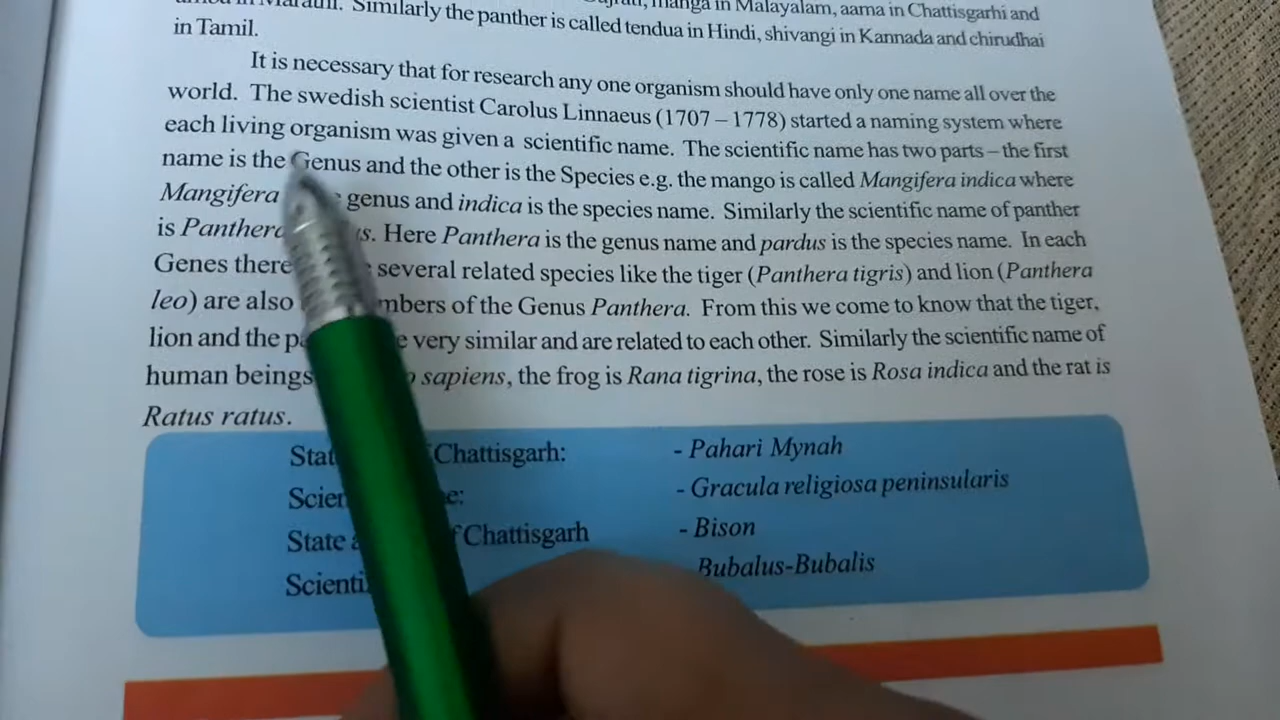 in Marathi. Similarly the panther is called tendua in Hindi, shivangi in Kannada and chirudhai
manga in Malayalam, aama in Chattisgarhi and
in Tamil.
It is necessary that for research any one organism should have only one name all over the
world. The swedish scientist Carolus Linnaeus (1707 – 1778) started a naming system where
each living organism was given a scientific name. The scientific name has two parts – the first
name is the Genus and the other is the Species e.g. the mango is called Mangifera indica where
Mangifera genus and indica is the species name. Similarly the scientific name of panther
is Panthera Here Panthera is the genus name and pardus is the species name. In each
Genes there several related species like the tiger (Panthera tigris) and lion (Panthera
leo) are also of the Genus Panthera. From this we come to know that the tiger,
lion and the very similar and are related to each other. Similarly the scientific name of
human beings sapiens, the frog is Rana tigrina, the rose is Rosa indica and the rat is
Ratus ratus.
Chattisgarh: - Pahari Mynah
- Gracula religiosa peninsularis
State Chattisgarh - Bison
Bubalus-Bubalis